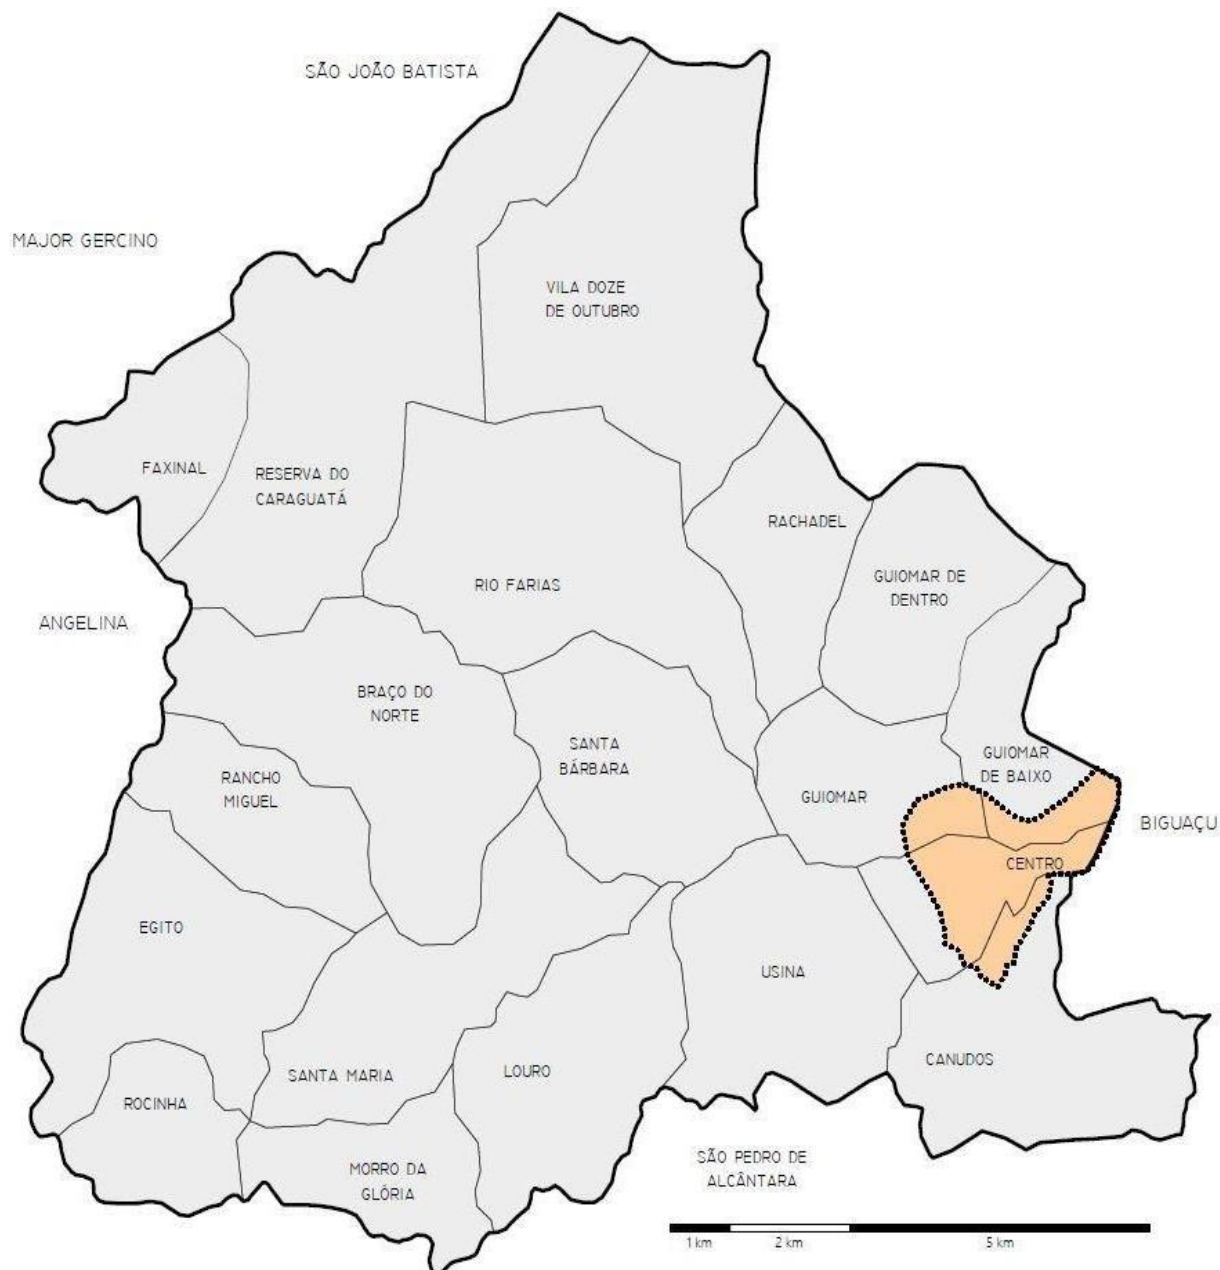 SÃO JOÃO BATISTA
MAJOR GERCINO
VILA DOZE
DE OUTUBRO
FAXINAL
RESERVA DO
CARAGUATÁ
RACHADEL
RIO FARIAS
GUIOMAR DE
DENTRO
ANGELINA
BRAÇO DO
NORTE
SANTA
BÁRBARA
GUIOMAR
DE BAIXO
RANCHO
MIGUEL
GUIOMAR
BIGUAÇU
CENTRO
EGITO
USINA
CANUDOS
SANTA MARIA
LOURO
ROCINHA
MORRO DA
GLÓRIA
SÃO PEDRO DE
ALCÂNTARA
1 km
2 km
5 km